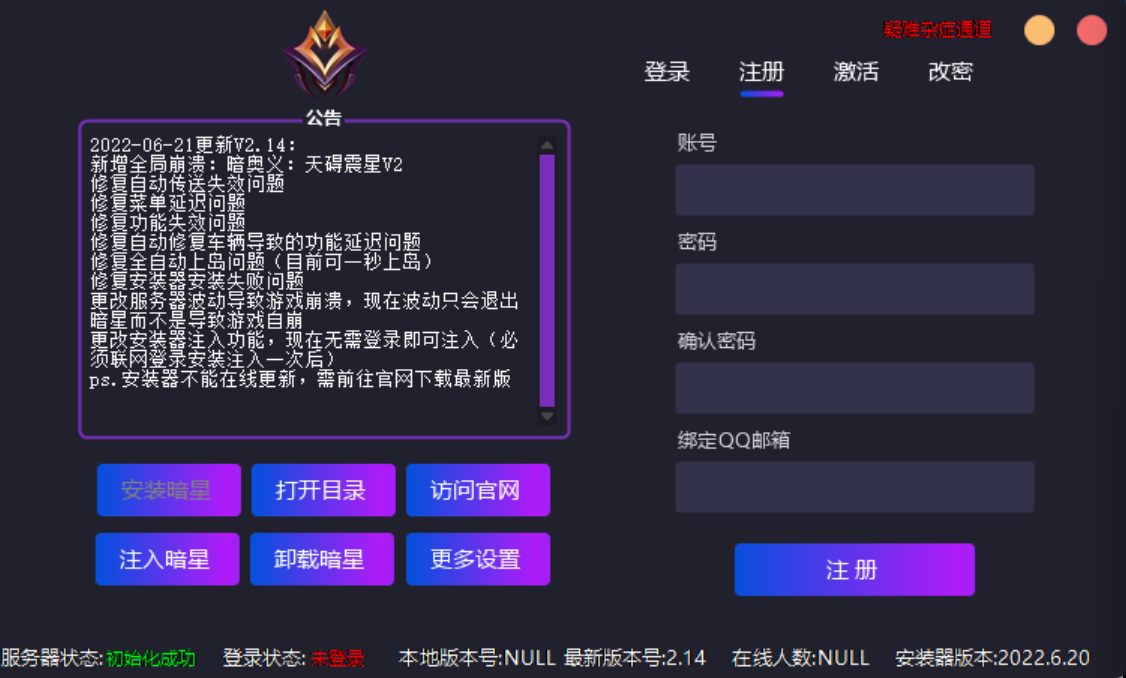 疑难杂症通道
登录 注册 激活 改密
公告
2022-06-21更新V2.14:
新增全局崩溃: 暗奥义: 天碍震星V2
修复自动传送失效问题
修复菜单延迟问题
修复功能失效问题
修复自动修复车辆导致的功能延迟问题
修复全自动上岛问题（目前可一秒上岛）
修复安装器安装失败问题
更改服务器波动导致游戏崩溃，现在波动只会退出
暗星而不是导致游戏自崩
更改安装器注入功能，现在无需登录即可注入（必
须联网登录安装注入一次后）
ps.安装器不能在线更新，需前往官网下载最新版
账号
密码
确认密码
绑定QQ邮箱
安装暗星 打开目录 访问官网
注入暗星 卸载暗星 更多设置
注 册
服务器状态:初始化成功 登录状态:未登录 本地版本号:NULL 最新版本号:2.14 在线人数:NULL 安装器版本:2022.6.20